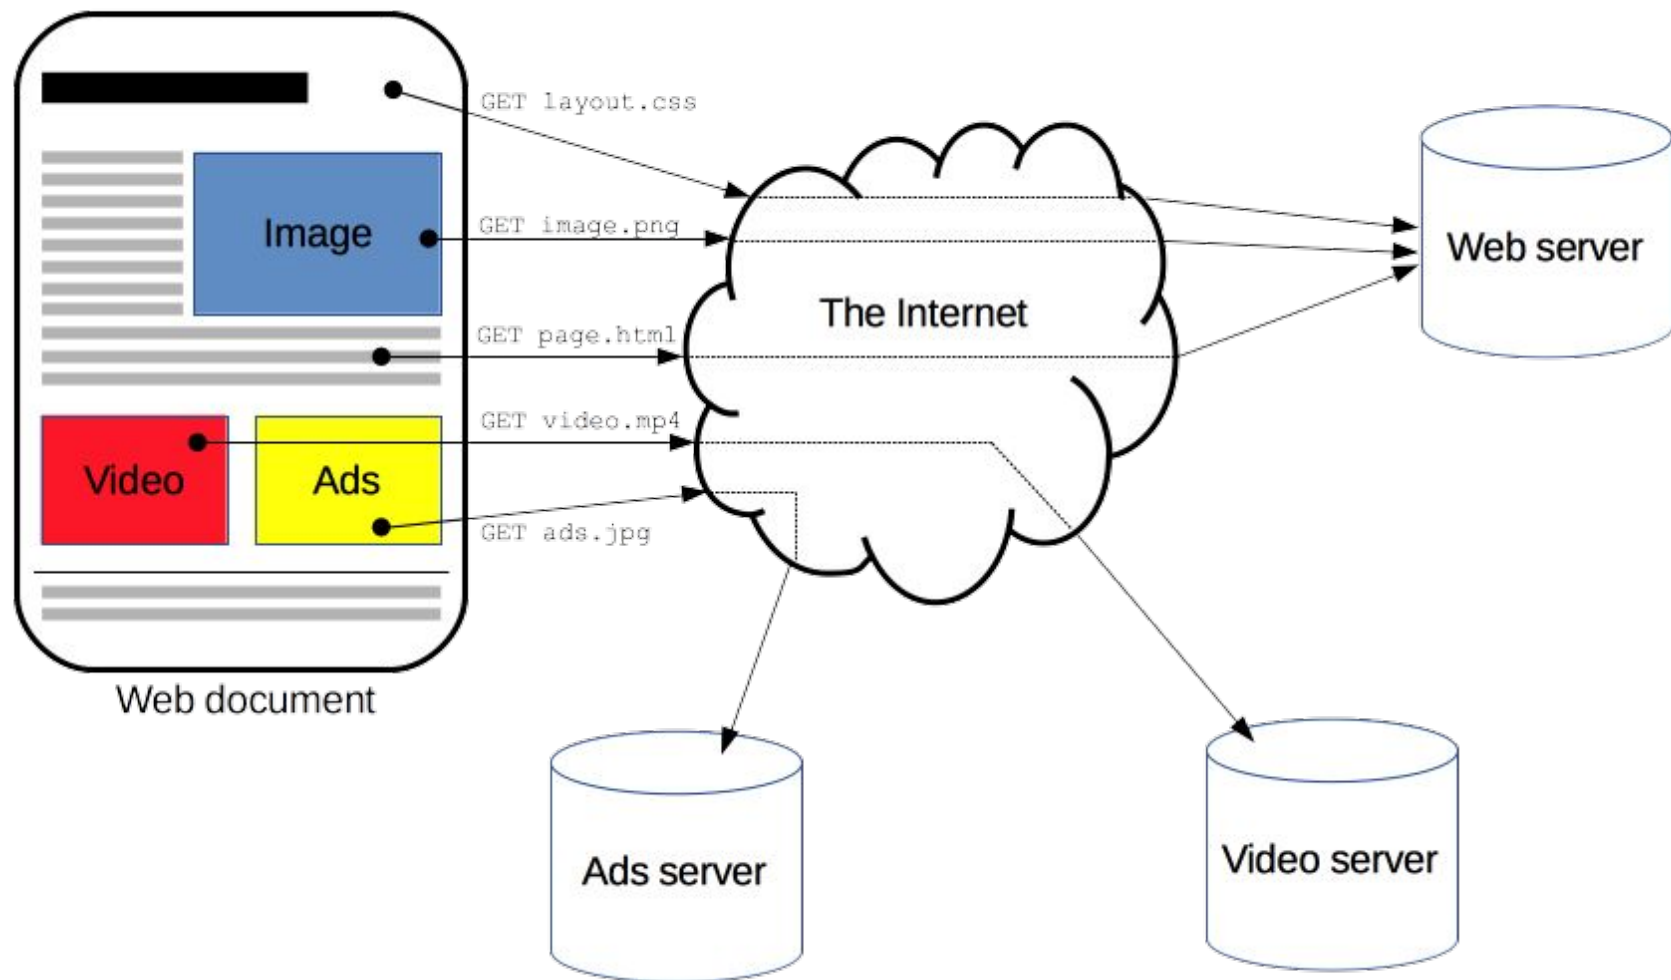 GET layout.css
Image
GET image.png
Web server
The Internet
GET page.html
GET video.mp4
Video
Ads
GET ads.jpg
Web document
Ads server
Video server